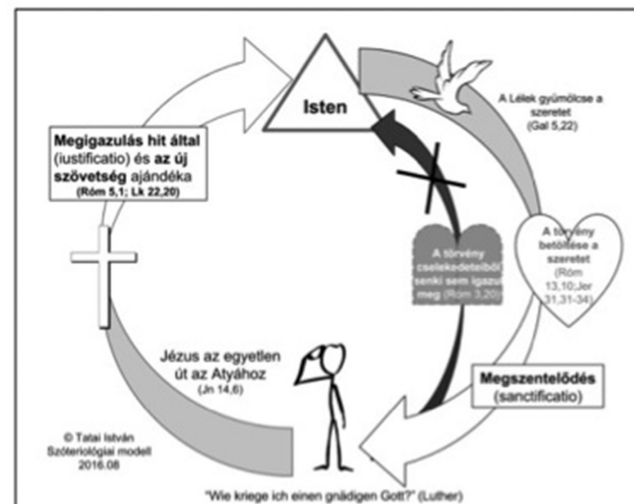 Isten
A Lélek gyümölcse a
szeretet
(Gal 5,22)
Megigazulás hit által
(iustificatio) és az új
szövetség ajándéka
(Róm 5,1; Lk 22,20)
A törvény
cselekedeteiből
senki sem igazul
meg (Róm 3,20)
A törvény
betöltése a
szeretet
(Róm
13,10;Jer
31,31-34)
Jézus az egyetlen
út az Atyához
(Jn 14,6)
Megszentelődés
(sanctificatio)
© Tatai István
Szóteriológiai modell
2016.08
"Wie kriege ich einen gnädigen Gott?" (Luther)